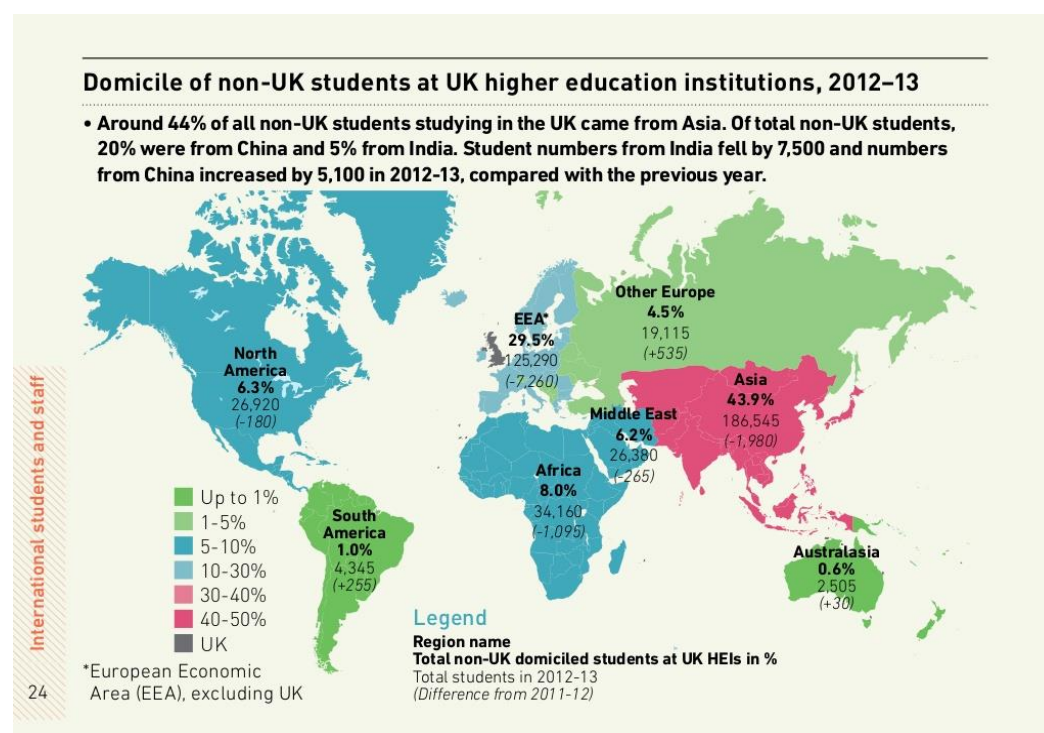 Domicile of non-UK students at UK higher education institutions, 2012–13
• Around 44% of all non-UK students studying in the UK came from Asia. Of total non-UK students,
20% were from China and 5% from India. Student numbers from India fell by 7,500 and numbers
from China increased by 5,100 in 2012-13, compared with the previous year.
Other Europe
4.5%
19,115
(+535)
EEA*
29.5%
125,290
(-7,260)
North
America
6.3%
26,920
(-180)
Asia
43.9%
186,545
(-1,980)
Middle East
6.2%
26,380
(-265)
Africa
8.0%
34,160
(-1,095)
South
America
1.0%
4,345
(+255)
Australasia
0.6%
2,505
(+30)
Up to 1%
1-5%
5-10%
10-30%
30-40%
40-50%
UK
*European Economic
Area (EEA), excluding UK
Legend
Region name
Total non-UK domiciled students at UK HEIs in %
Total students in 2012-13
(Difference from 2011-12)
International students and staff
24